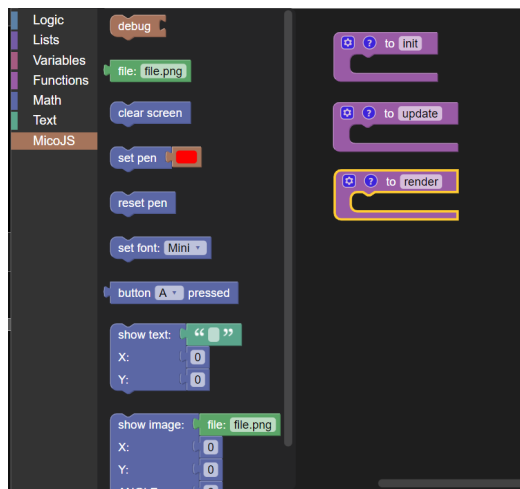 Logic
Lists
Variables
Functions
Math
Text
MicoJS
debug
file: file.png
clear screen
set pen
reset pen
set font: Mini
button A pressed
show text: “ ”
X: 0
Y: 0
show image: file: file.png
X: 0
Y: 0
? to init
? to update
? to render